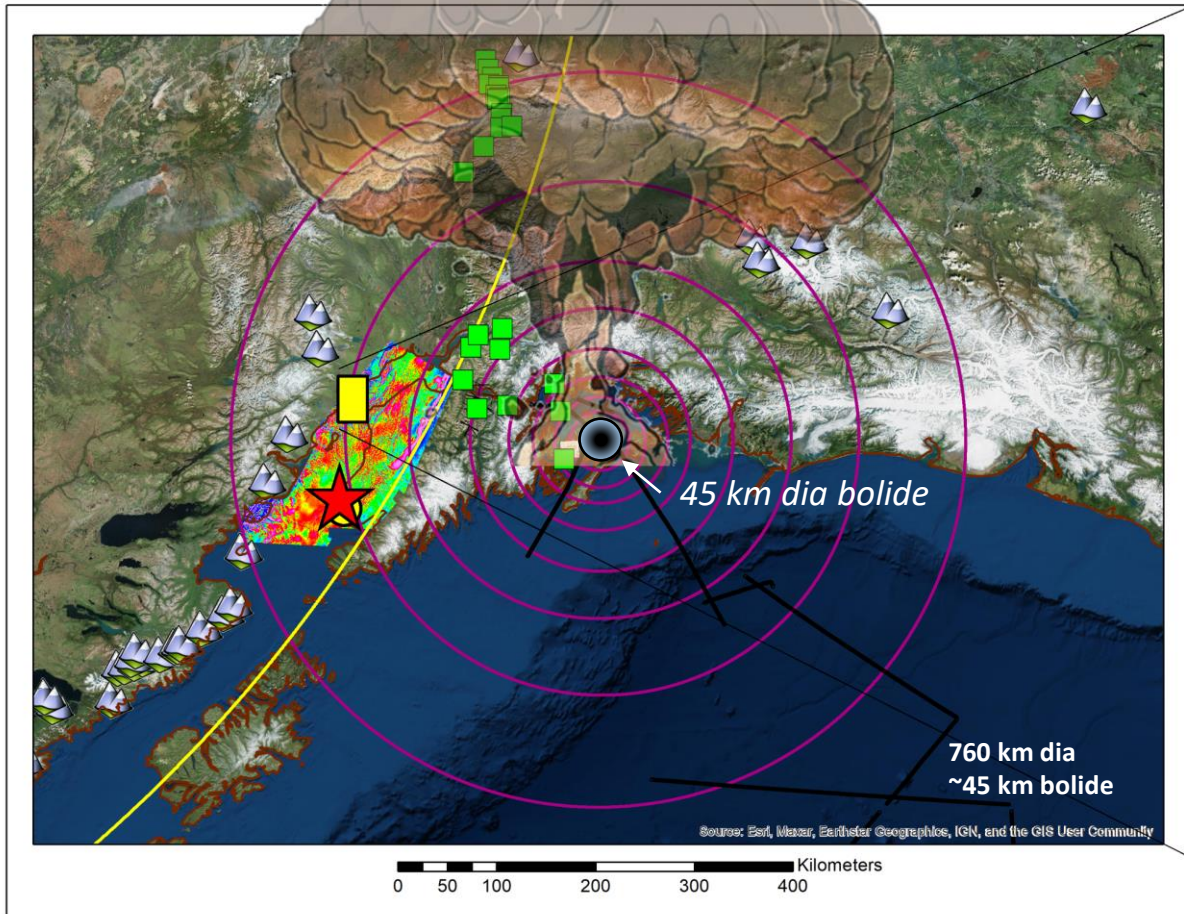 45 km dia bolide
760 km dia
~45 km bolide
Source: Esri, Maxar, Earthstar Geographics, IGN, and the GIS User Community
Kilometers
0 50 100 200 300 400